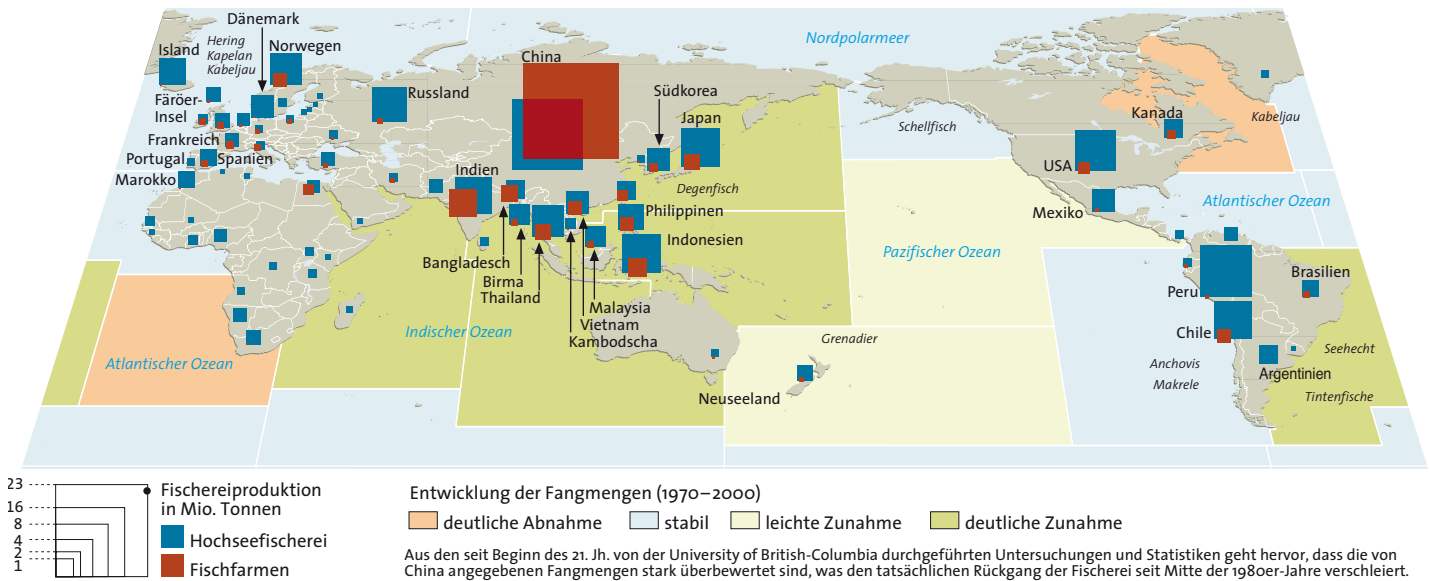 Dänemark
Island
Hering
Kapelan
Kabeljau
Norwegen
Nordpolarmeer
China
Färöer-
Insel
Russland
Südkorea
Japan
Schellfisch
Kanada
Kabeljau
Frankreich
Portugal
Spanien
Marokko
USA
Indien
Degenfisch
Mexiko
Atlantischer Ozean
Philippinen
Indonesien
Pazifischer Ozean
Bangladesch
Birma
Thailand
Malaysia
Vietnam
Kambodscha
Peru
Brasilien
Chile
Indischer Ozean
Atlantischer Ozean
Grenadier
Anchovis
Makrele
Seehecht
Argentinien
Tintenfische
Neuseeland
23
16
8
4
2
1
Fischereiproduktion
in Mio. Tonnen
Hochseefischerei
Fischfarmen
Entwicklung der Fangmengen (1970–2000)
deutliche Abnahme
stabil
leichte Zunahme
deutliche Zunahme
Aus den seit Beginn des 21. Jh. von der University of British-Columbia durchgeführten Untersuchungen und Statistiken geht hervor, dass die von
China angegebenen Fangmengen stark überbewertet sind, was den tatsächlichen Rückgang der Fischerei seit Mitte der 1980er-Jahre verschleiert.